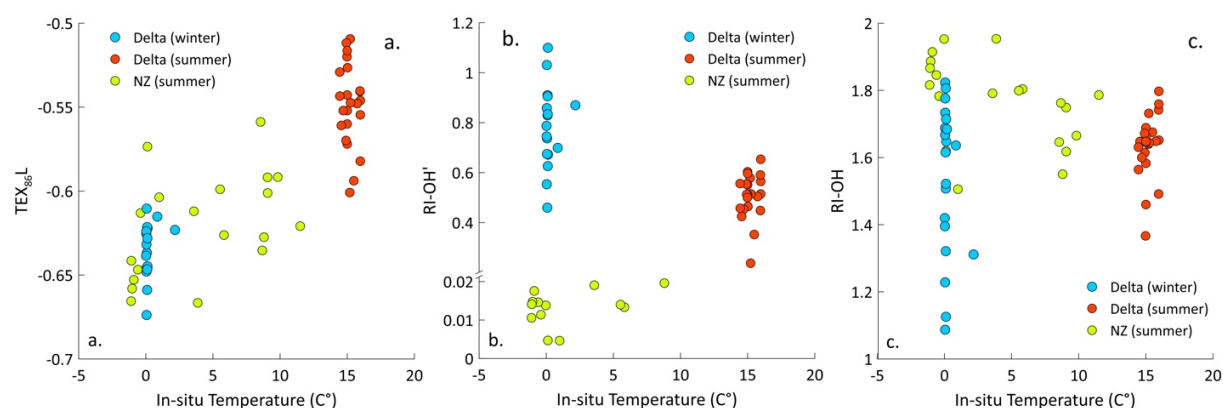 -0.5
-0.55
-0.6
-0.65
-0.7
TEX86L
Delta (winter)
Delta (summer)
NZ (summer)
a.
a.
-5 0 5 10 15 20
In-situ Temperature (C°)
1.2
1
0.8
0.6
0.4
0.02
0.01
0
RI-OH'
b.
Delta (winter)
Delta (summer)
NZ (summer)
b.
-5 0 5 10 15 20
In-situ Temperature (C°)
2
1.8
1.6
1.4
1.2
1
RI-OH
c.
Delta (winter)
Delta (summer)
NZ (summer)
c.
-5 0 5 10 15 20
In-situ Temperature (C°)